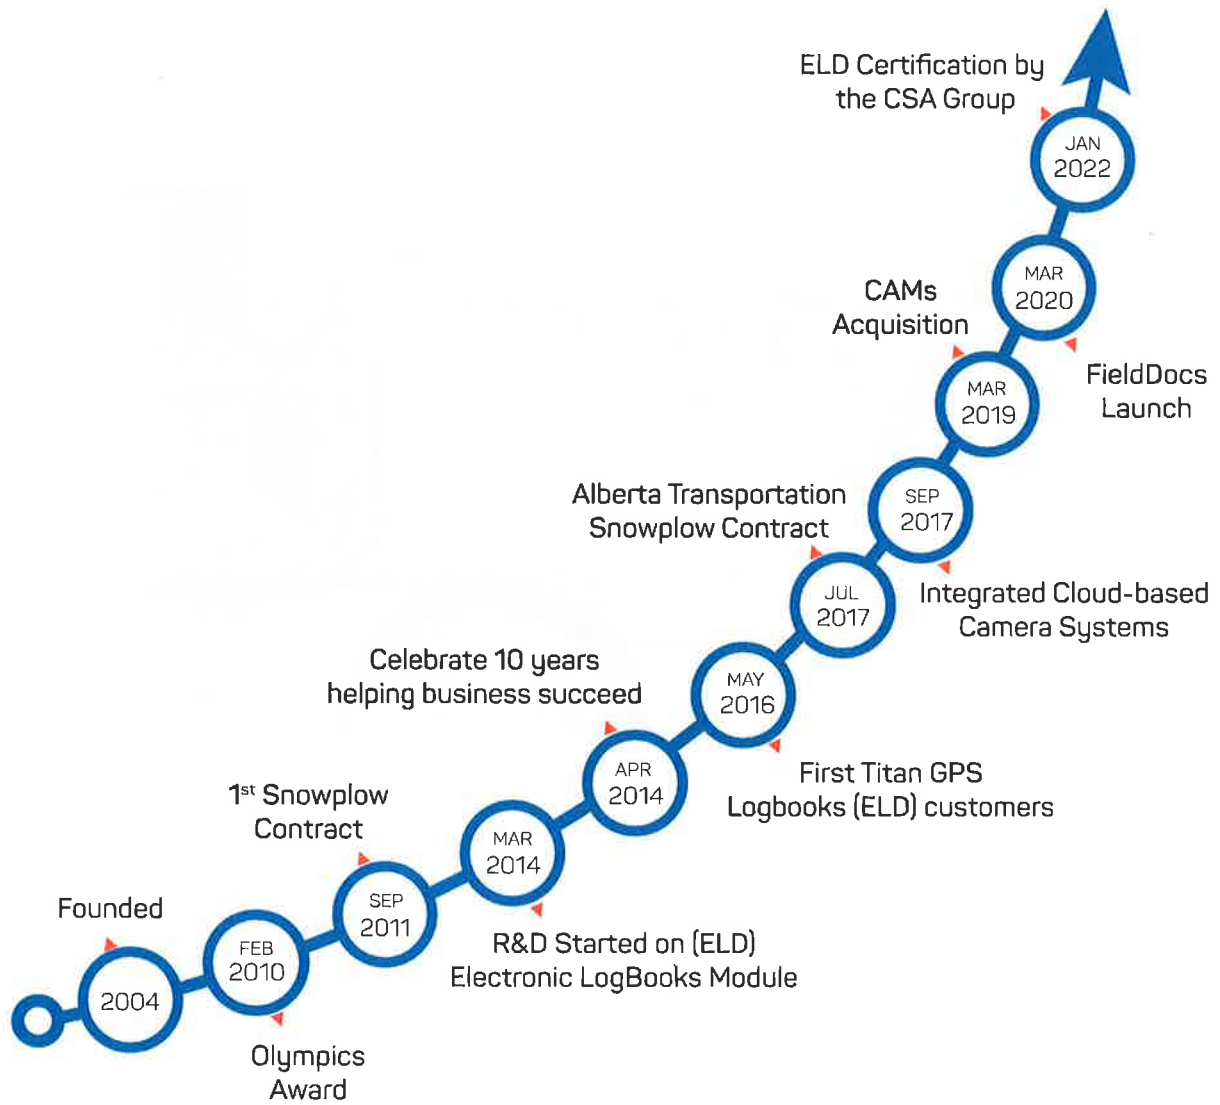 ELD Certification by
the CSA Group
JAN
2022
MAR
2020
CAMs
Acquisition
FieldDocs
Launch
MAR
2019
Alberta Transportation
Snowplow Contract
SEP
2017
Integrated Cloud-based
Camera Systems
JUL
2017
Celebrate 10 years
helping business succeed
MAY
2016
First Titan GPS
Logbooks (ELD) customers
APR
2014
1st Snowplow
Contract
MAR
2014
R&D Started on (ELD)
Electronic LogBooks Module
SEP
2011
Founded
FEB
2010
2004
Olympics
Award